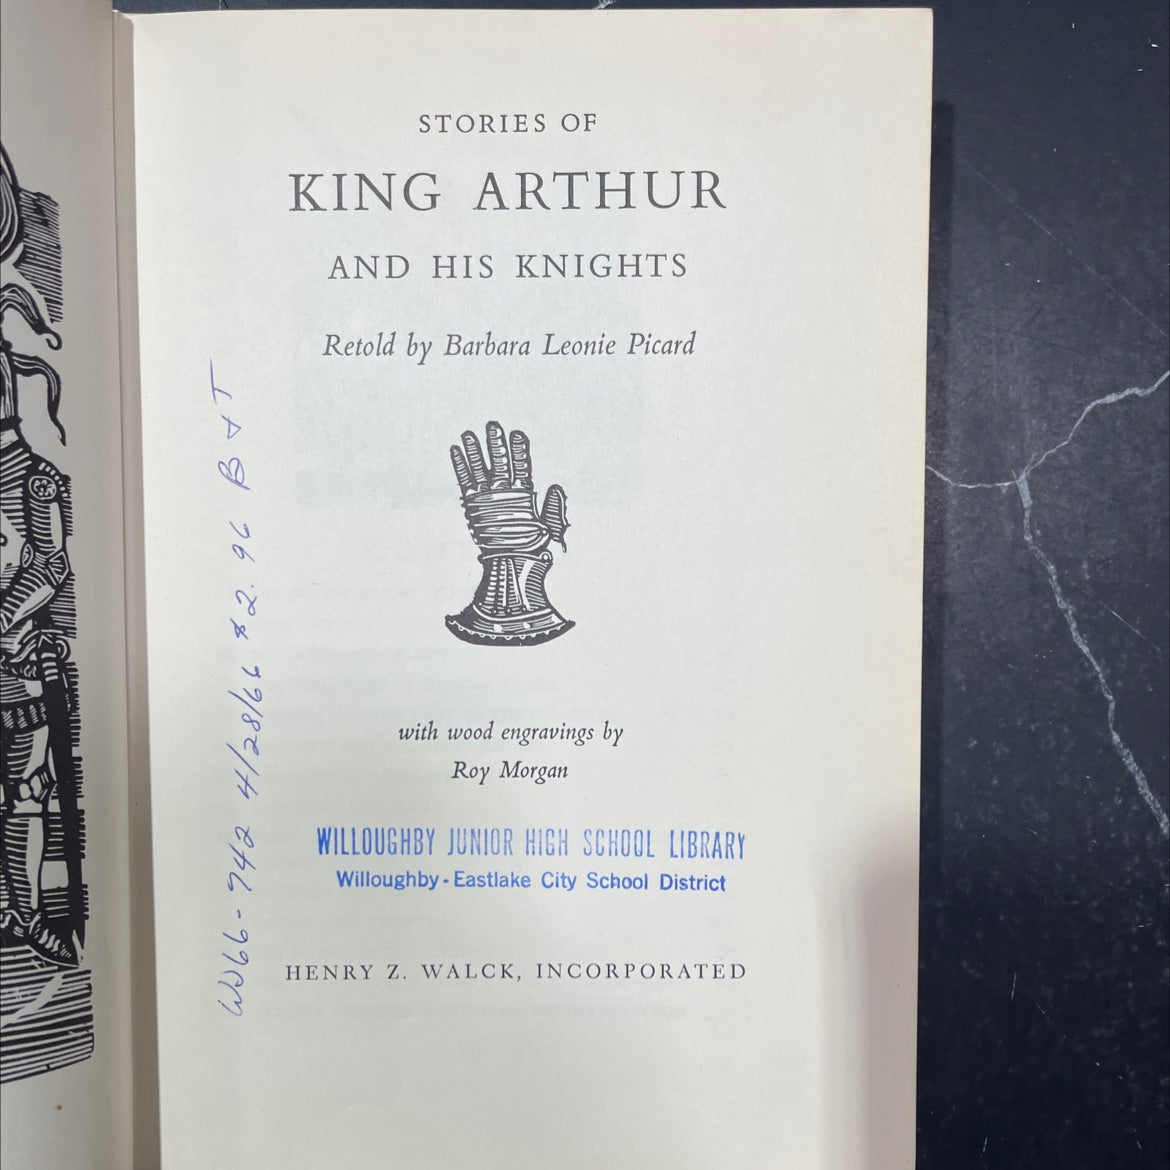 STORIES OF
KING ARTHUR
AND HIS KNIGHTS
Retold by Barbara Leonie Picard
with wood engravings by
Roy Morgan
WILLOUGHBY JUNIOR HIGH SCHOOL LIBRARY
Willoughby-Eastlake City School District
HENRY Z. WALCK, INCORPORATED
WJ66-742 4/28/66 $2.96 B&T